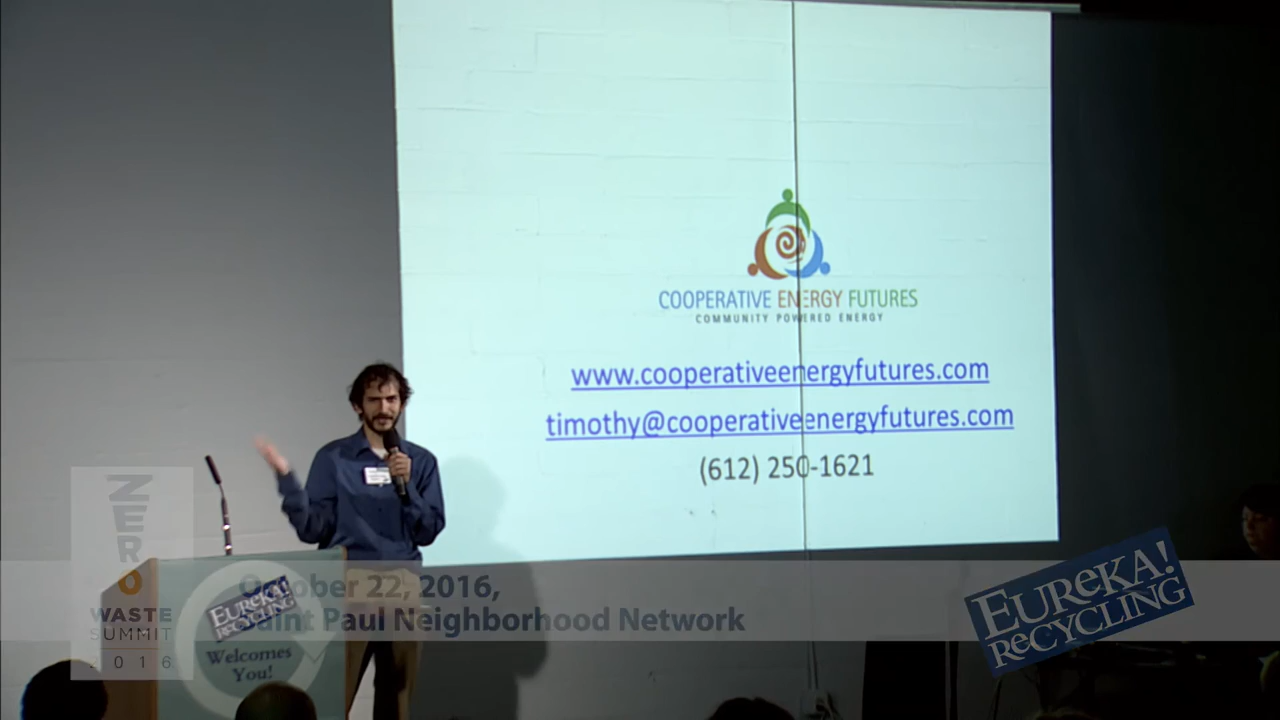 COOPERATIVE ENERGY FUTURES
COMMUNITY POWERED ENERGY
www.cooperativeenergyfutures.com
timothy@cooperativeenergyfutures.com
(612) 250-1621
ZERO
WASTE
SUMMIT
2016
EUREKA!
RECYCLING
Welcomes
You!
October 22, 2016,
Saint Paul Neighborhood Network
EUREKA!
RECYCLING